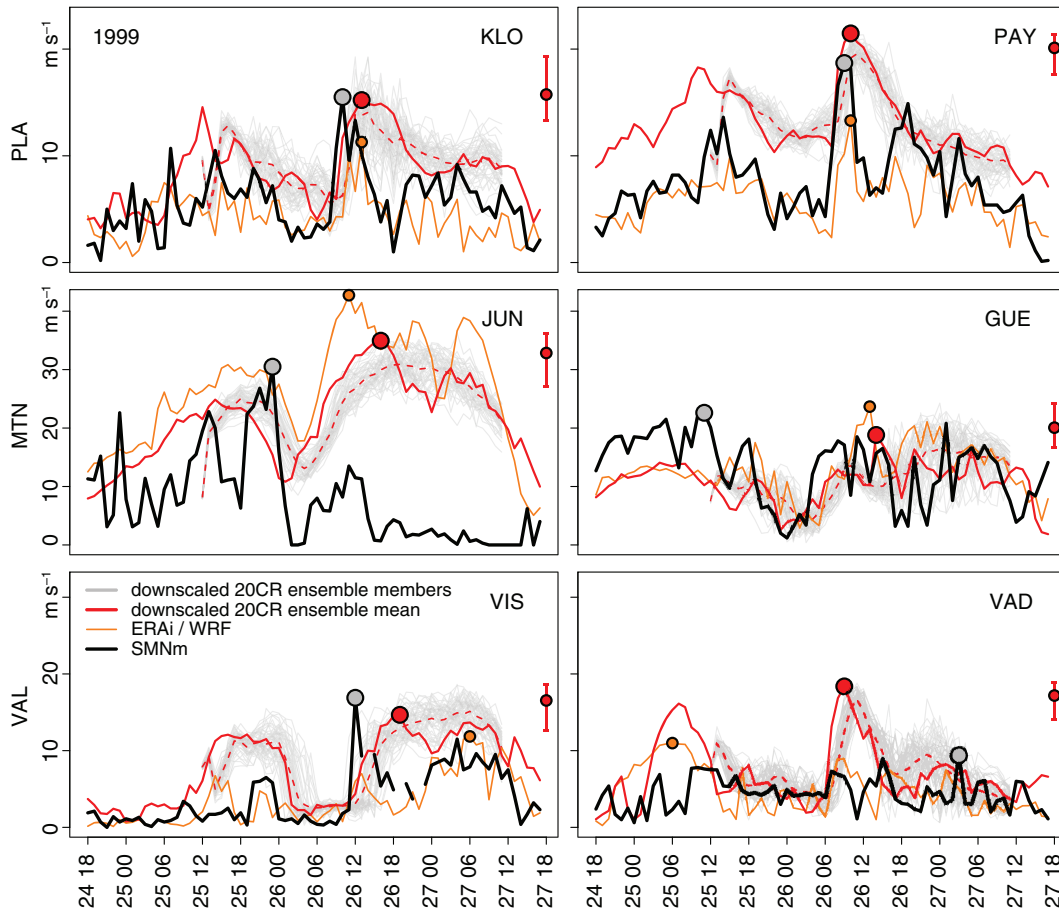 1999
KLO
m s⁻¹
PLA
10
0
PAY
JUN
m s⁻¹
MTN
30
20
10
0
GUE
downscaled 20CR ensemble members
downscaled 20CR ensemble mean
ERAi / WRF
SMNm
VIS
m s⁻¹
VAL
20
10
0
VAD
24 18
25 00
25 06
25 12
25 18
26 00
26 06
26 12
26 18
27 00
27 06
27 12
27 18
24 18
25 00
25 06
25 12
25 18
26 00
26 06
26 12
26 18
27 00
27 06
27 12
27 18